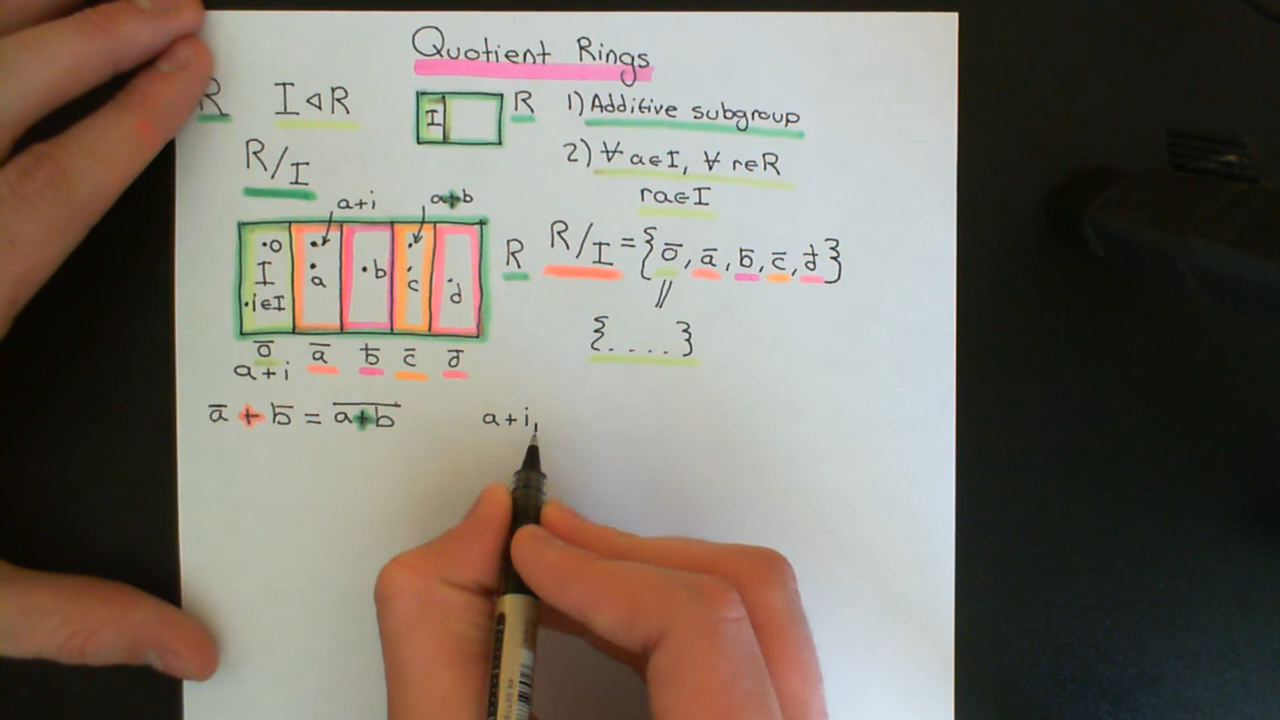 Quotient Rings
R I ⊲ R
I R
1) Additive subgroup
R/I
2) ∀ a∈I, ∀ r∈R
ra∈I
a+i a+b
·0 I ·i∈I
·a
·b
·c
·d
R
R/I = {0̅, a̅, b̅, c̅, d̅}
//
{. . . .}
0̅ a̅ b̅ c̅ d̅
a+i
a̅ + b̅ = a̅+̅b̅
a+i,